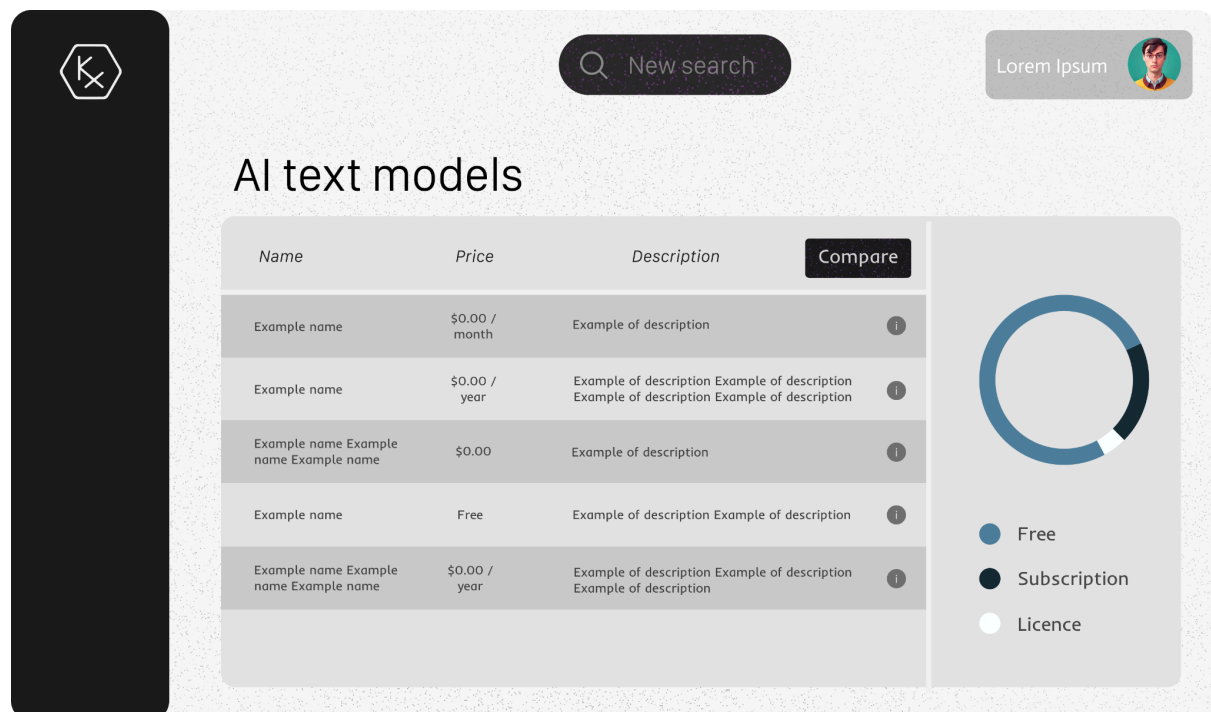 KX
New search
Lorem Ipsum
AI text models
Name
Price
Description
Compare
Example name
$0.00 /
month
Example of description
i
Example name
$0.00 /
year
Example of description Example of description
Example of description Example of description
i
Example name Example
name Example name
$0.00
Example of description
i
Example name
Free
Example of description Example of description
i
Example name Example
name Example name
$0.00 /
year
Example of description Example of description
Example of description
i
Free
Subscription
Licence